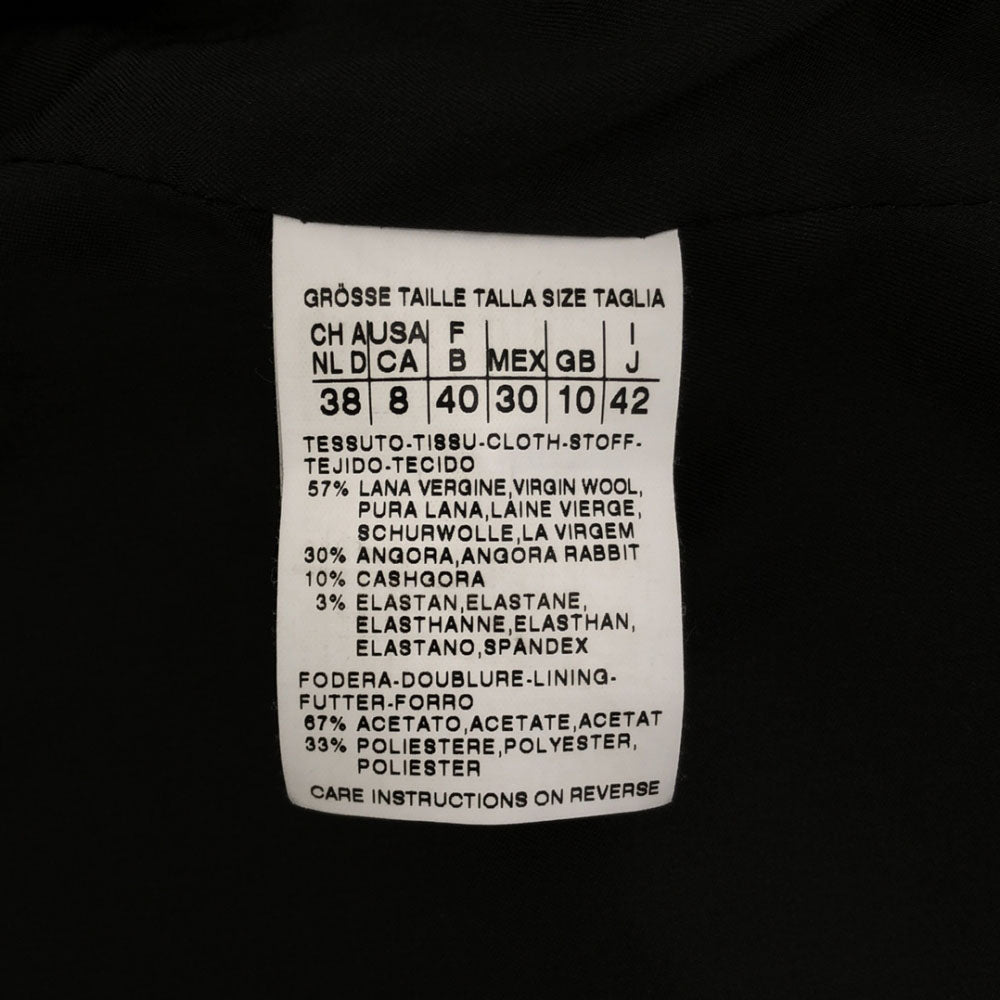 GRÖSSE TAILLE TALLA SIZE TAGLIA
CH A USA F I
NL D CA B MEX GB J
38 8 40 30 10 42
TESSUTO-TISSU-CLOTH-STOFF-
TEJIDO-TECIDO
57% LANA VERGINE,VIRGIN WOOL,
PURA LANA,LAINE VIERGE,
SCHURWOLLE,LA VIRGEM
30% ANGORA,ANGORA RABBIT
10% CASHGORA
3% ELASTAN,ELASTANE,
ELASTHANNE,ELASTHAN,
ELASTANO,SPANDEX
FODERA-DOUBLURE-LINING-
FUTTER-FORRO
67% ACETATO,ACETATE,ACETAT
33% POLIESTERE,POLYESTER,
POLIESTER
CARE INSTRUCTIONS ON REVERSE